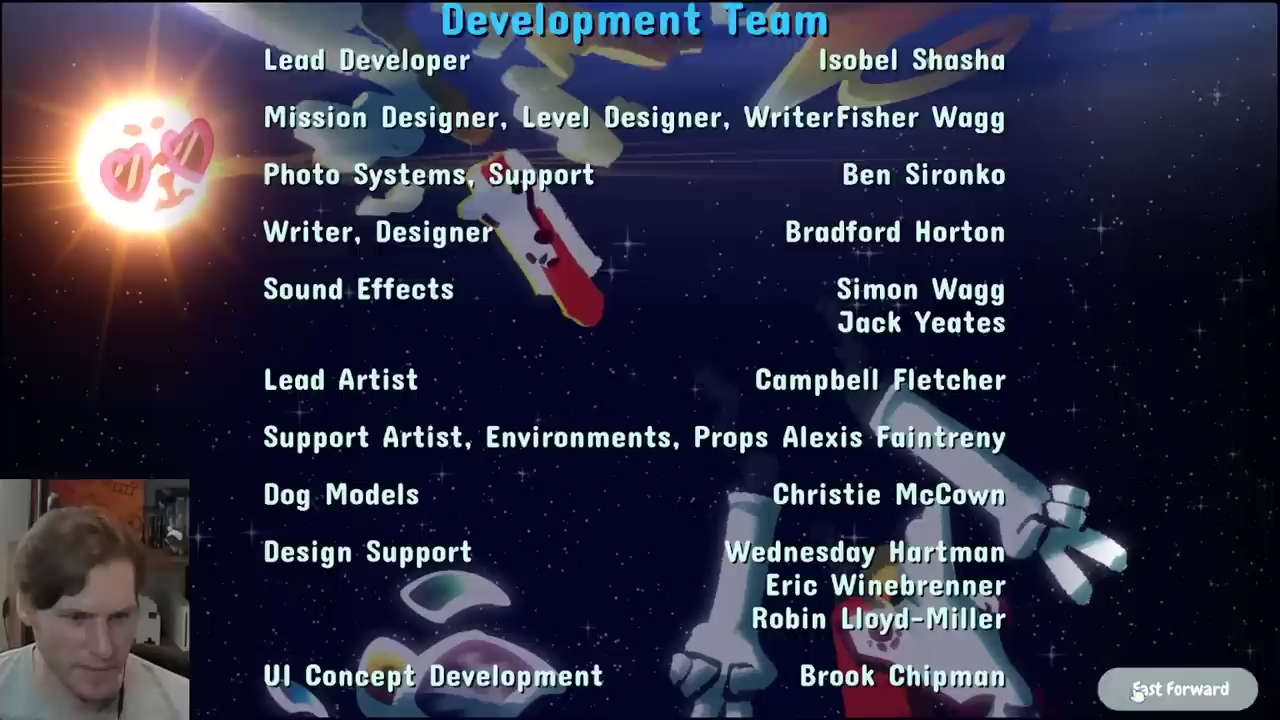 Development Team
Lead Developer Isobel Shasha
Mission Designer, Level Designer, Writer Fisher Wagg
Photo Systems, Support Ben Sironko
Writer, Designer Bradford Horton
Sound Effects Simon Wagg
Jack Yeates
Lead Artist Campbell Fletcher
Support Artist, Environments, Props Alexis Faintreny
Dog Models Christie McCown
Design Support Wednesday Hartman
Eric Winebrenner
Robin Lloyd-Miller
UI Concept Development Brook Chipman
Fast Forward